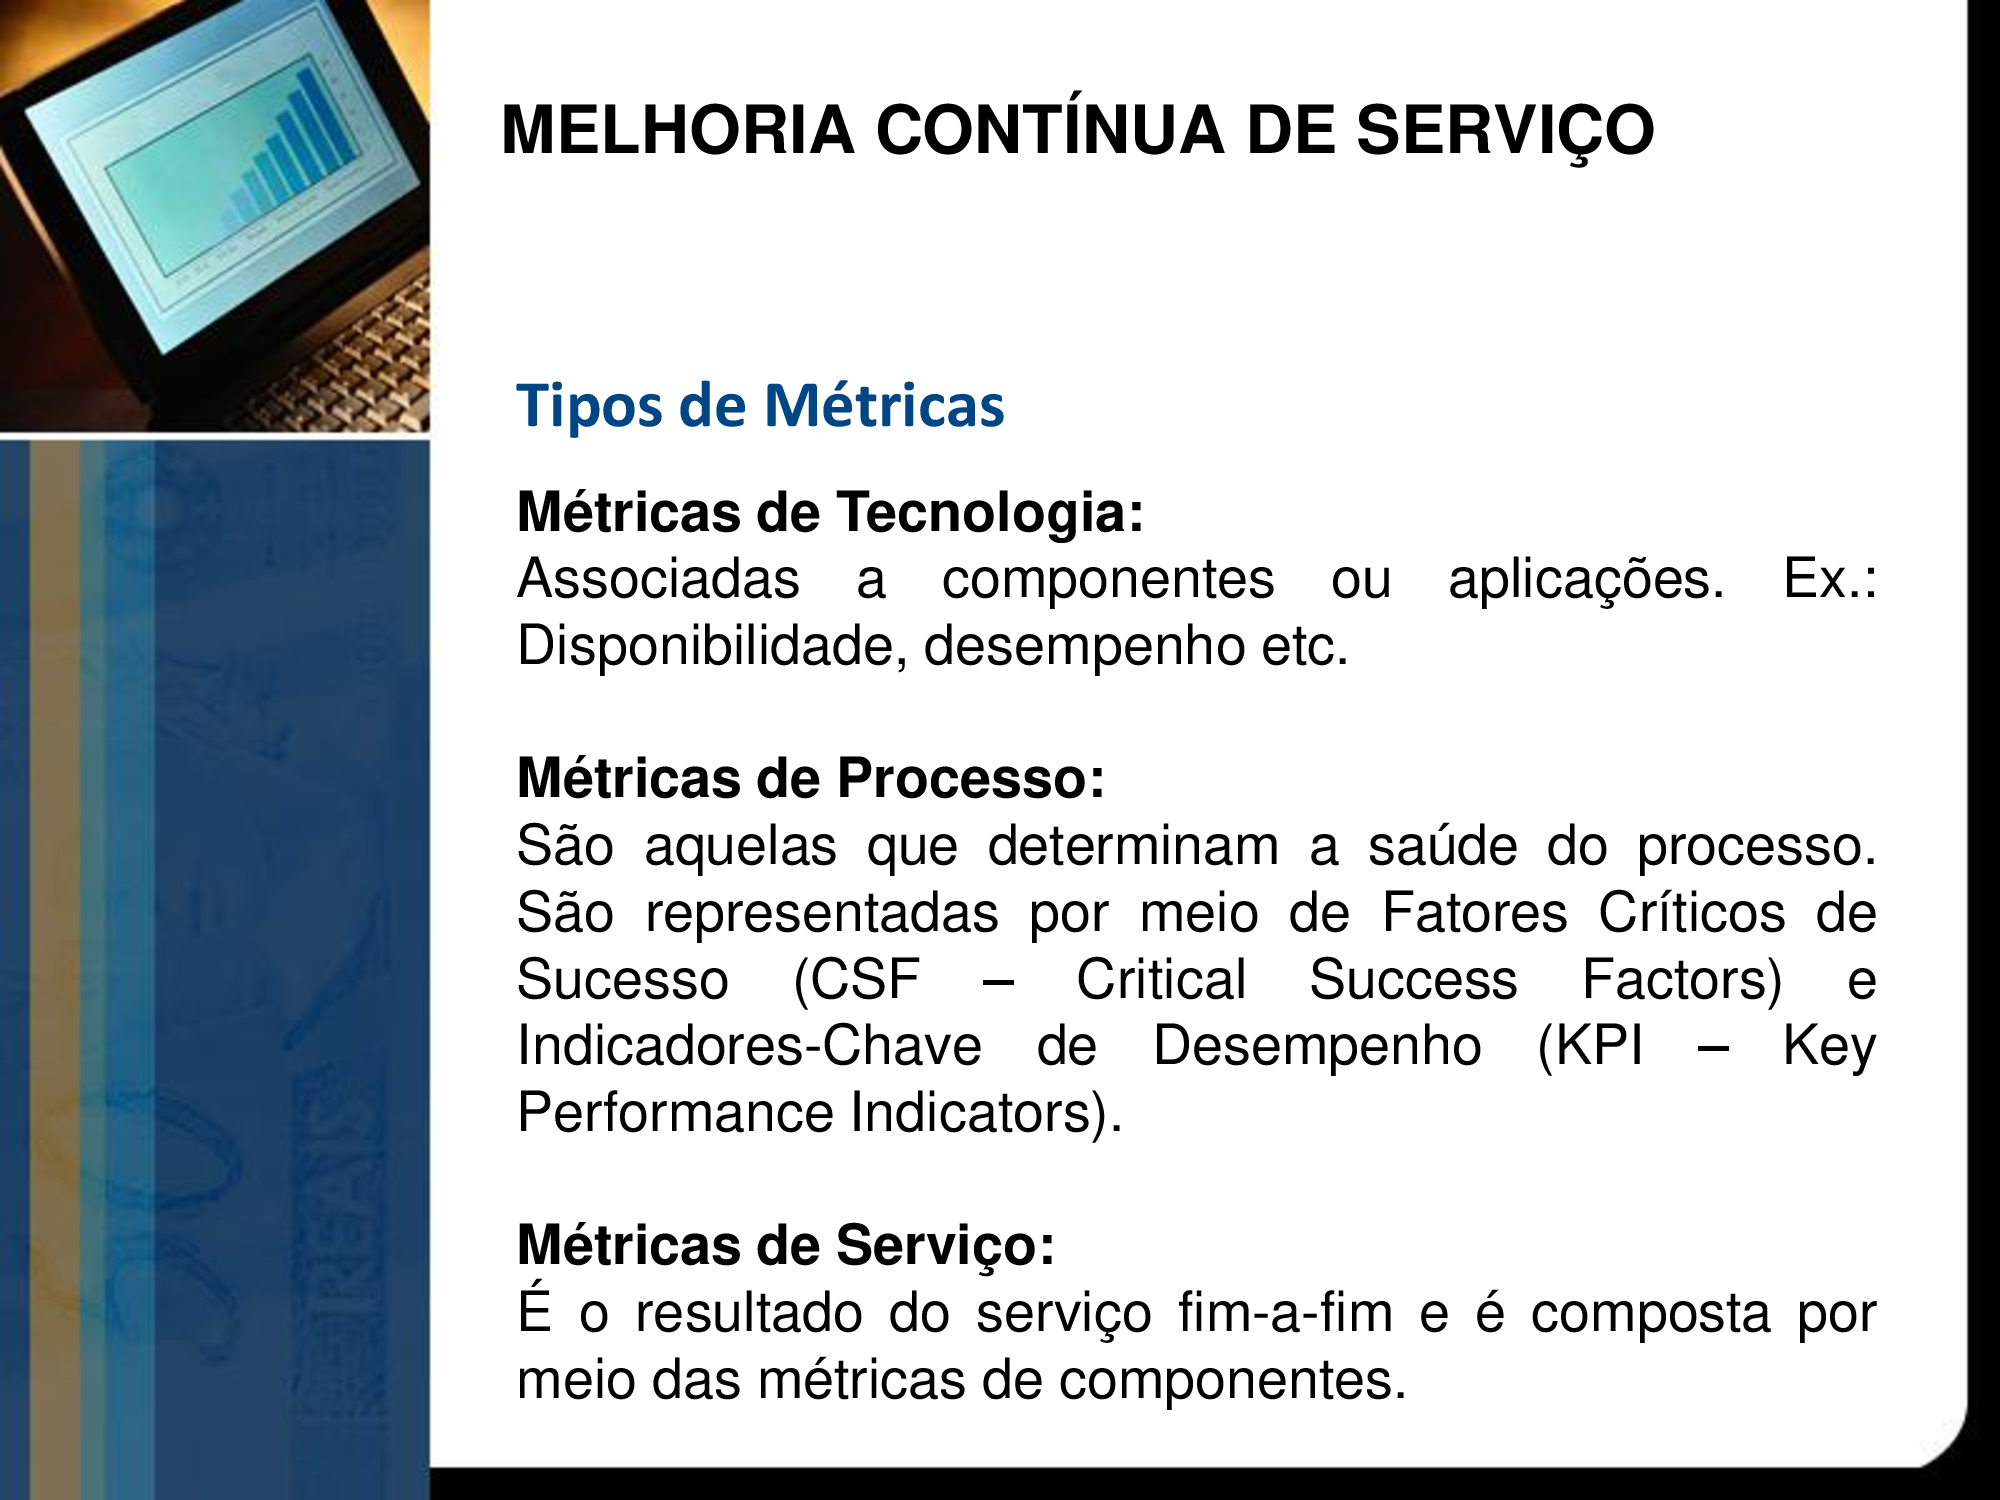 MELHORIA CONTÍNUA DE SERVIÇO
Tipos de Métricas
Métricas de Tecnologia:
Associadas a componentes ou aplicações. Ex.:
Disponibilidade, desempenho etc.
Métricas de Processo:
São aquelas que determinam a saúde do processo.
São representadas por meio de Fatores Críticos de
Sucesso (CSF – Critical Success Factors) e
Indicadores-Chave de Desempenho (KPI – Key
Performance Indicators).
Métricas de Serviço:
É o resultado do serviço fim-a-fim e é composta por
meio das métricas de componentes.
REAIS